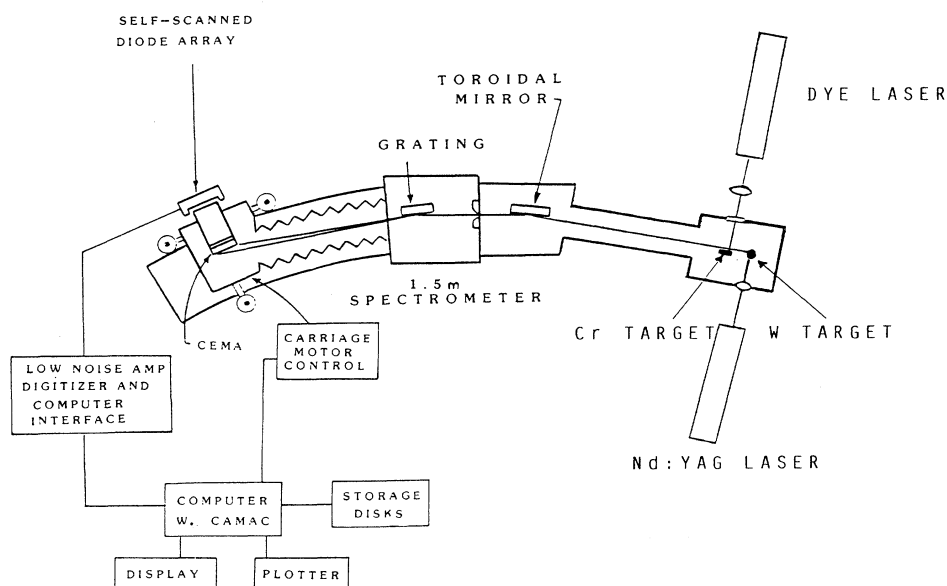 SELF-SCANNED
DIODE ARRAY
TOROIDAL
MIRROR
DYE LASER
GRATING
1.5m
SPECTROMETER
CEMA
CARRIAGE
MOTOR
CONTROL
Cr TARGET
W TARGET
LOW NOISE AMP
DIGITIZER AND
COMPUTER
INTERFACE
Nd:YAG LASER
COMPUTER
W. CAMAC
STORAGE
DISKS
DISPLAY
PLOTTER